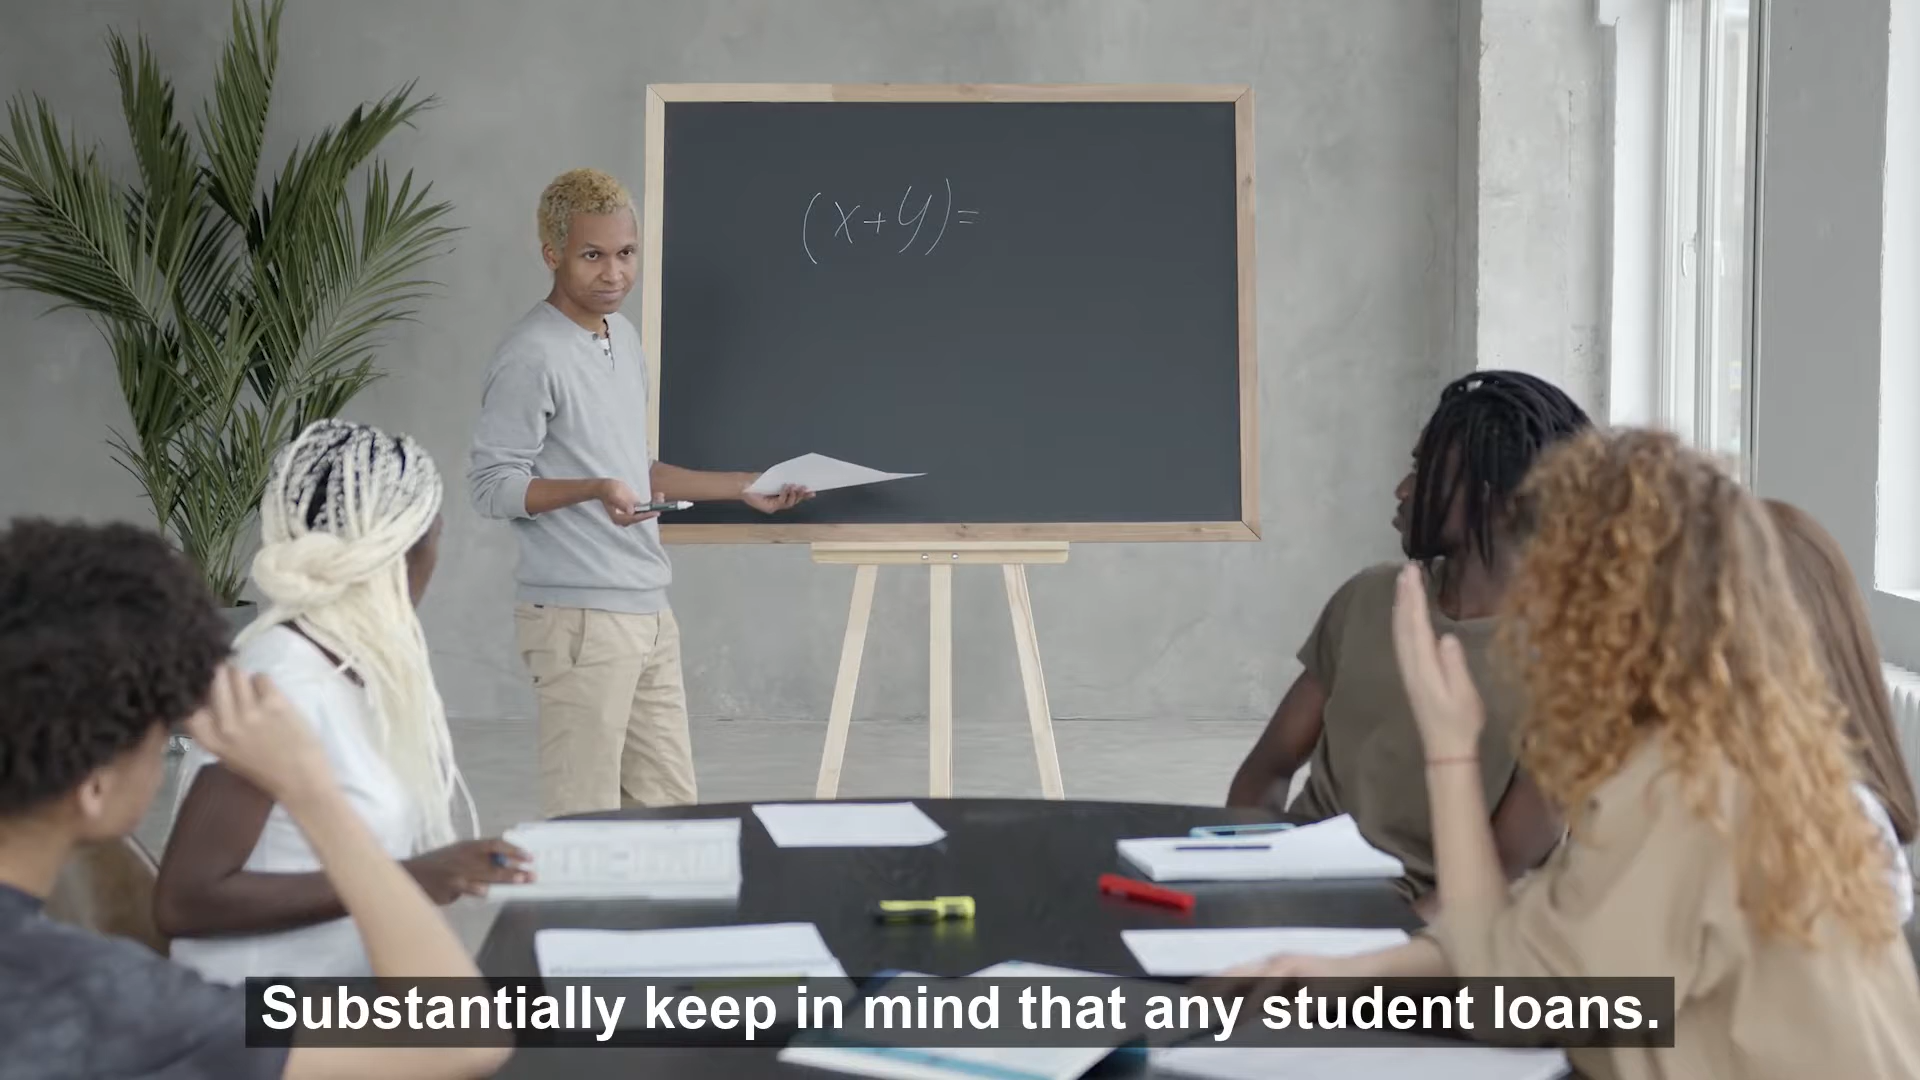 (x+y)=
Substantially keep in mind that any student loans.